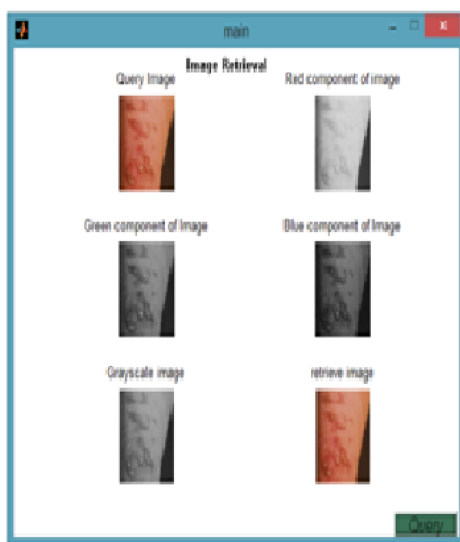 main
Image Retrieval
Query Image
Red component of image
Green component of Image
Blue component of Image
Grayscale image
retrieve image
Query